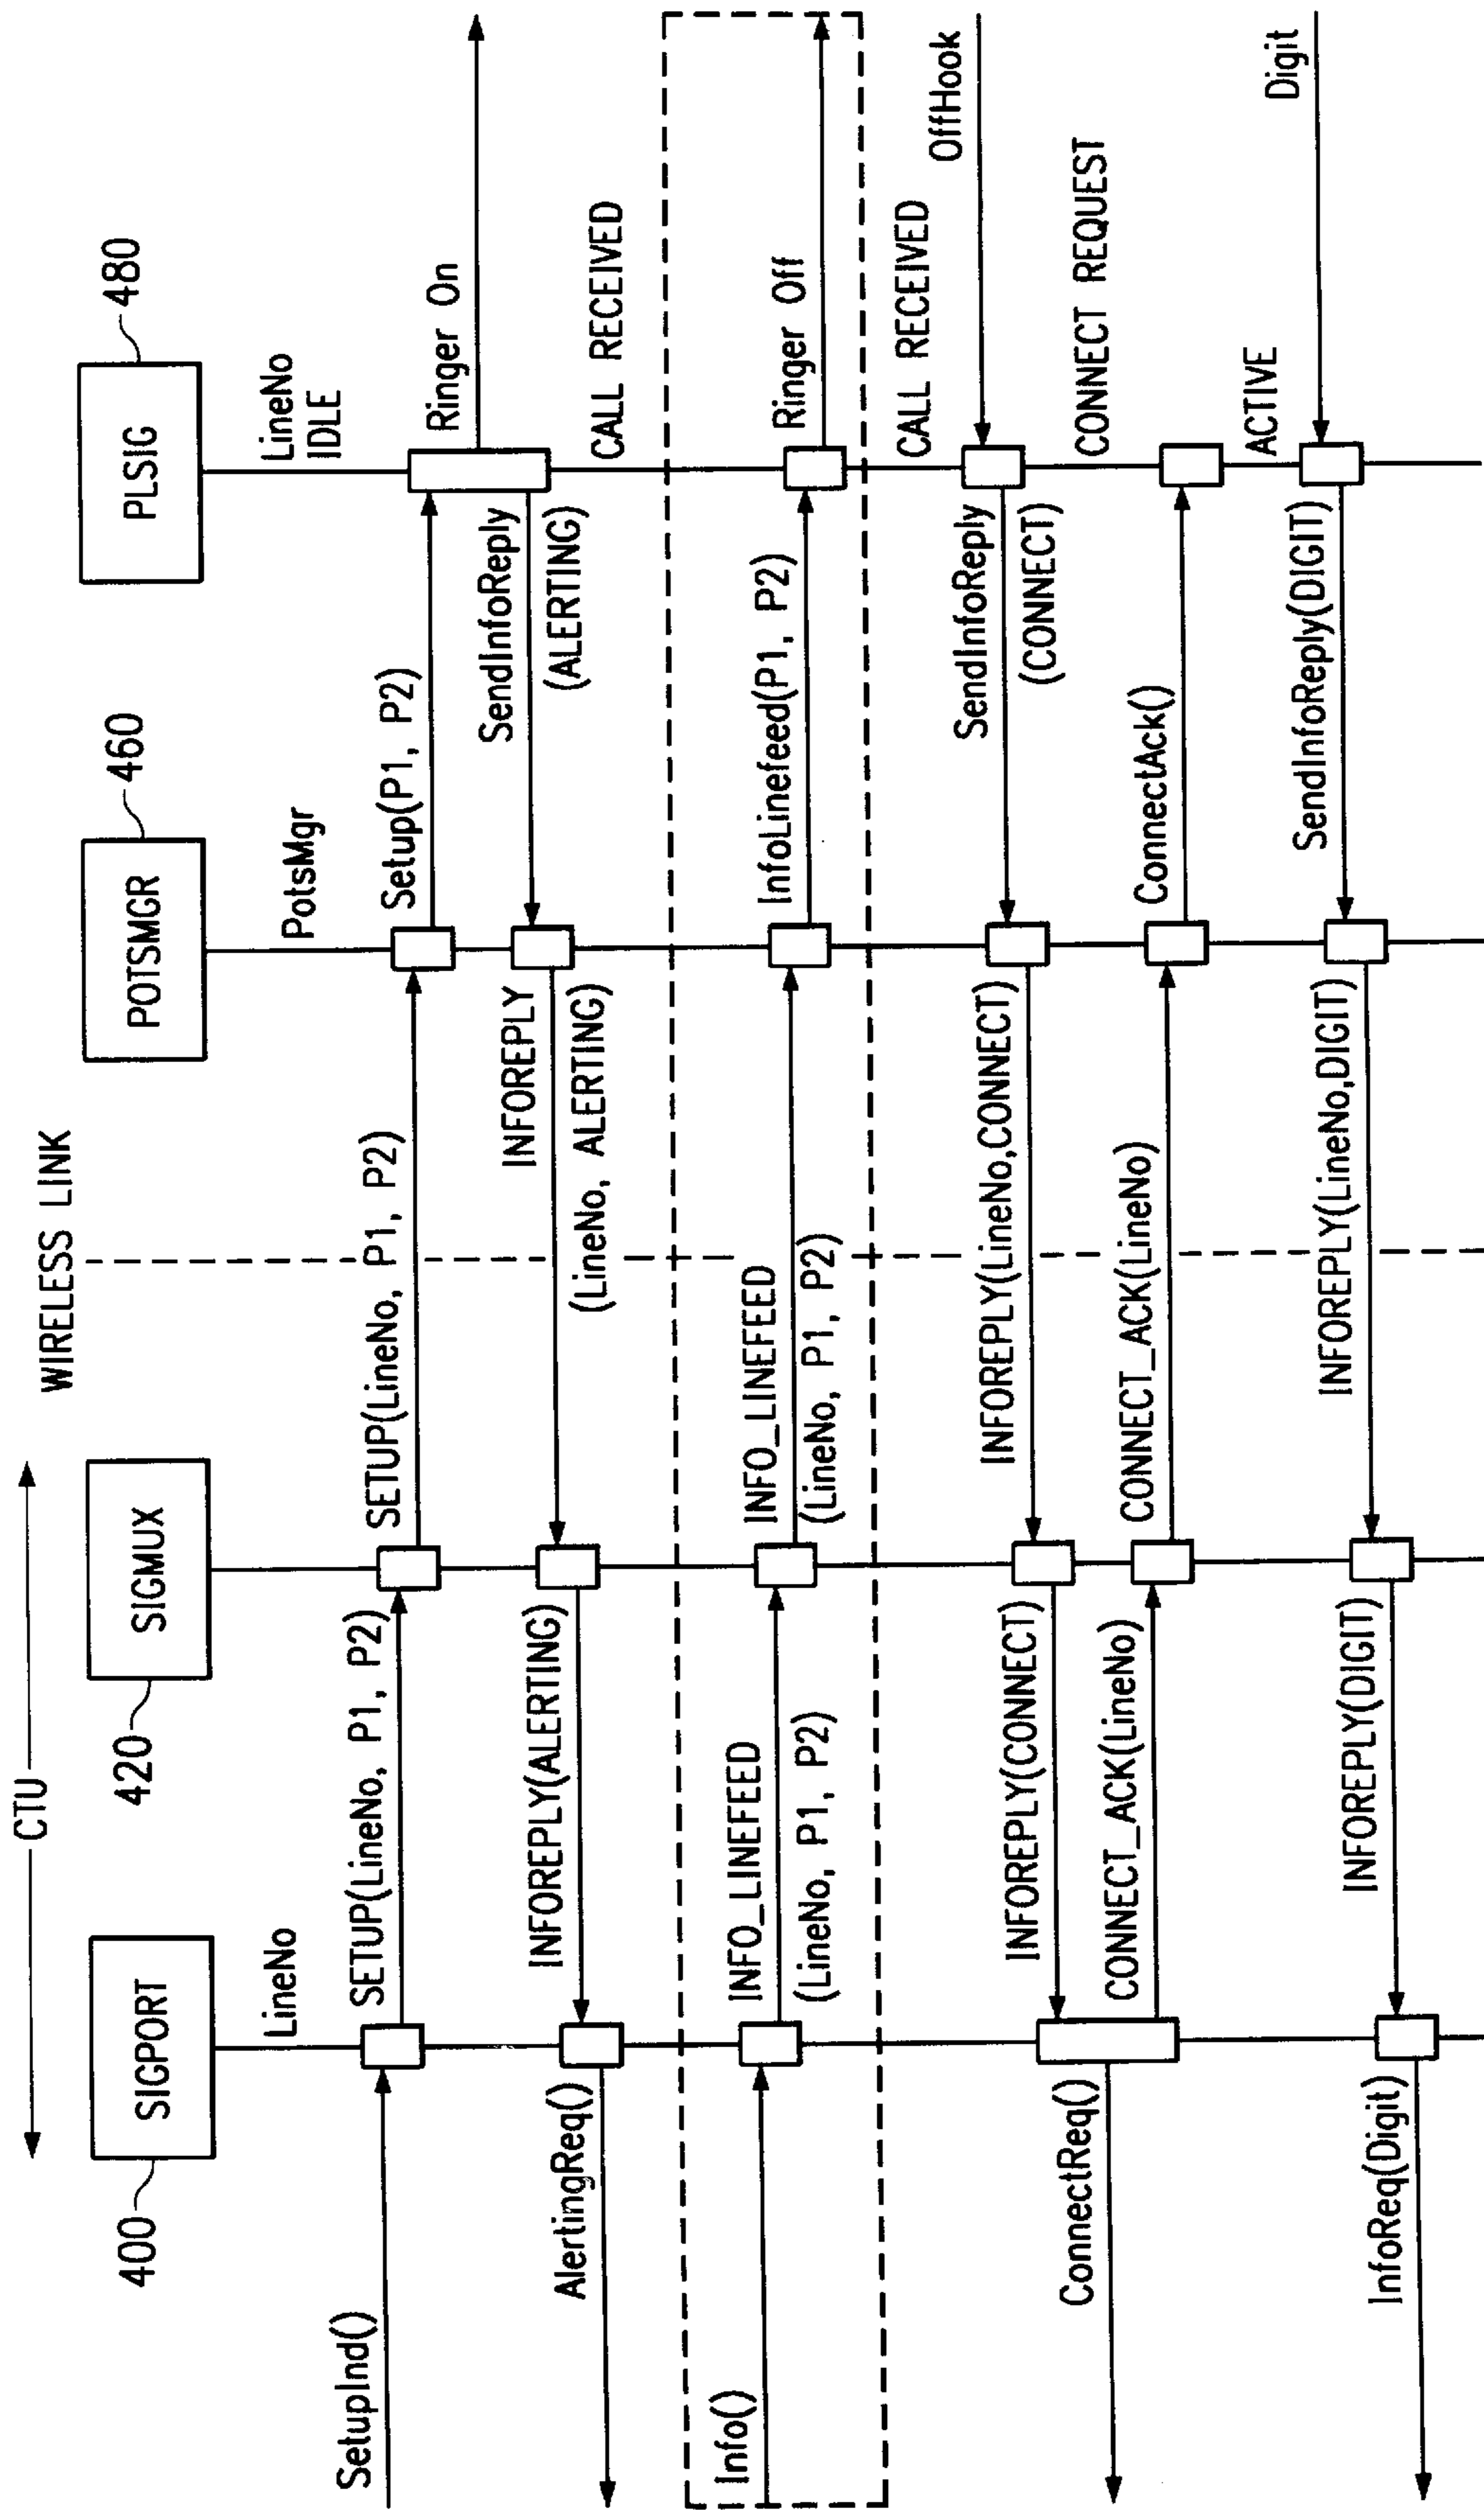 CTU
WIRELESS LINK
400
SIGPORT
420
SIGMUX
POTSMGR
460
PLSIG
480
LineNo
PotsMgr
LineNo
IDLE
SetupInd()
SETUP(LineNo, P1, P2)
SETUP(LineNo, P1, P2)
Setup(P1, P2)
Ringer On
AlertingReq()
INFOREPLY(ALERTING)
INFOREPLY
(LineNo, ALERTING)
SendInfoReply
(ALERTING)
CALL RECEIVED
Info()
INFO_LINEFEED
(LineNo, P1, P2)
INFO_LINEFEED
(LineNo, P1, P2)
InfoLinefeed(P1, P2)
Ringer Off
CALL RECEIVED
OffHook
ConnectReq()
INFOREPLY(CONNECT)
INFOREPLY(LineNo,CONNECT)
SendInfoReply
(CONNECT)
CONNECT REQUEST
CONNECT_ACK(LineNo)
CONNECT_ACK(LineNo)
ConnectAck()
ACTIVE
Digit
InfoReq(Digit)
INFOREPLY(DIGIT)
INFOREPLY(LineNo,DIGIT)
SendInfoReply(DIGIT)